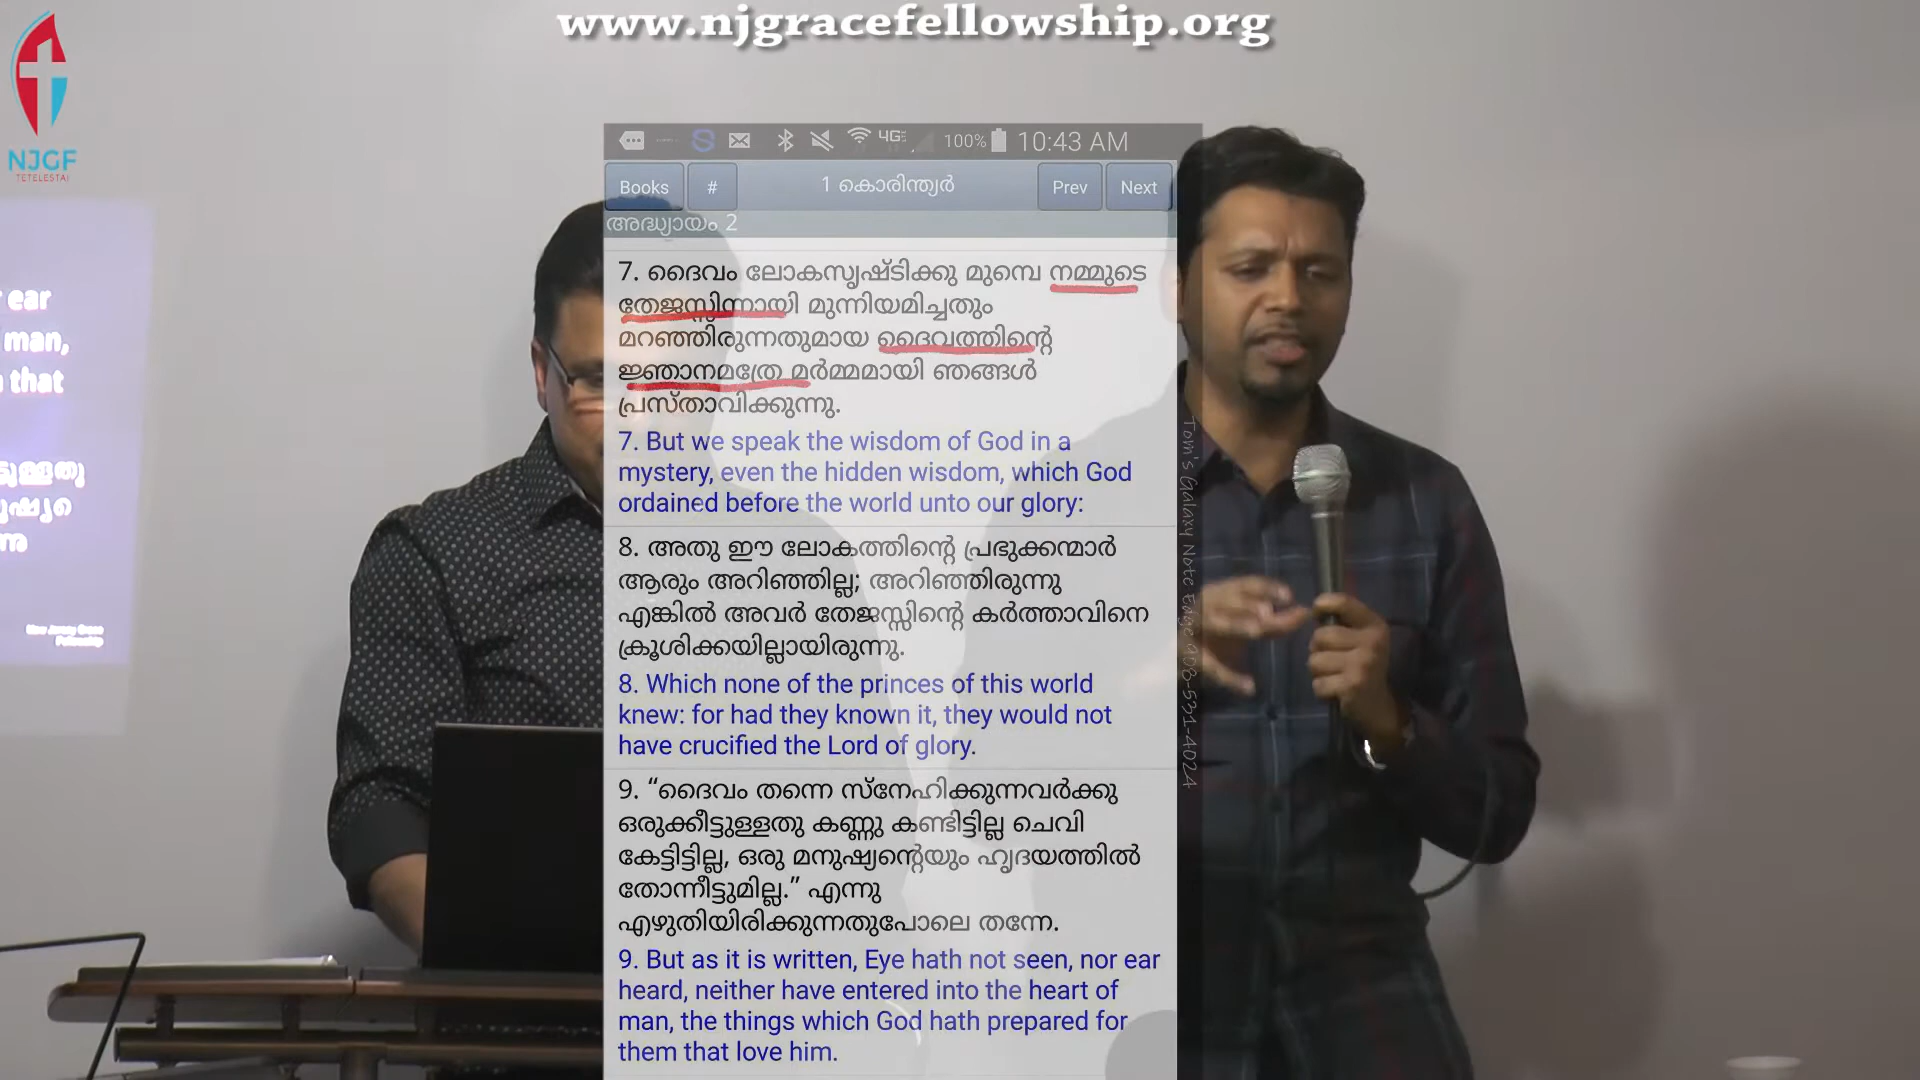 www.njgracefellowship.org
NJGF
TETELESTAI
ear
man,
that
New Jersey Grace
Fellowship
4G 100% 10:43 AM
Books # 1 കൊരിന്ത്യർ Prev Next
അദ്ധ്യായം 2
7. ദൈവം ലോകസൃഷ്ടിക്കു മുമ്പെ നമ്മുടെ
തേജസ്സിന്നായി മുന്നിയമിച്ചതും
മറഞ്ഞിരുന്നതുമായ ദൈവത്തിന്റെ
ജ്ഞാനമത്രേ മർമ്മമായി ഞങ്ങൾ
പ്രസ്താവിക്കുന്നു.
7. But we speak the wisdom of God in a
mystery, even the hidden wisdom, which God
ordained before the world unto our glory:
8. അതു ഈ ലോകത്തിന്റെ പ്രഭുക്കന്മാർ
ആരും അറിഞ്ഞില്ല; അറിഞ്ഞിരുന്നു
എങ്കിൽ അവർ തേജസ്സിന്റെ കർത്താവിനെ
ക്രൂശിക്കയില്ലായിരുന്നു.
8. Which none of the princes of this world
knew: for had they known it, they would not
have crucified the Lord of glory.
9. “ദൈവം തന്നെ സ്നേഹിക്കുന്നവർക്കു
ഒരുക്കീട്ടുള്ളതു കണ്ണു കണ്ടിട്ടില്ല ചെവി
കേട്ടിട്ടില്ല, ഒരു മനുഷ്യന്റെയും ഹൃദയത്തിൽ
തോന്നീട്ടുമില്ല.” എന്നു
എഴുതിയിരിക്കുന്നതുപോലെ തന്നേ.
9. But as it is written, Eye hath not seen, nor ear
heard, neither have entered into the heart of
man, the things which God hath prepared for
them that love him.
Tom's Galaxy Note Edge 908-531-4024